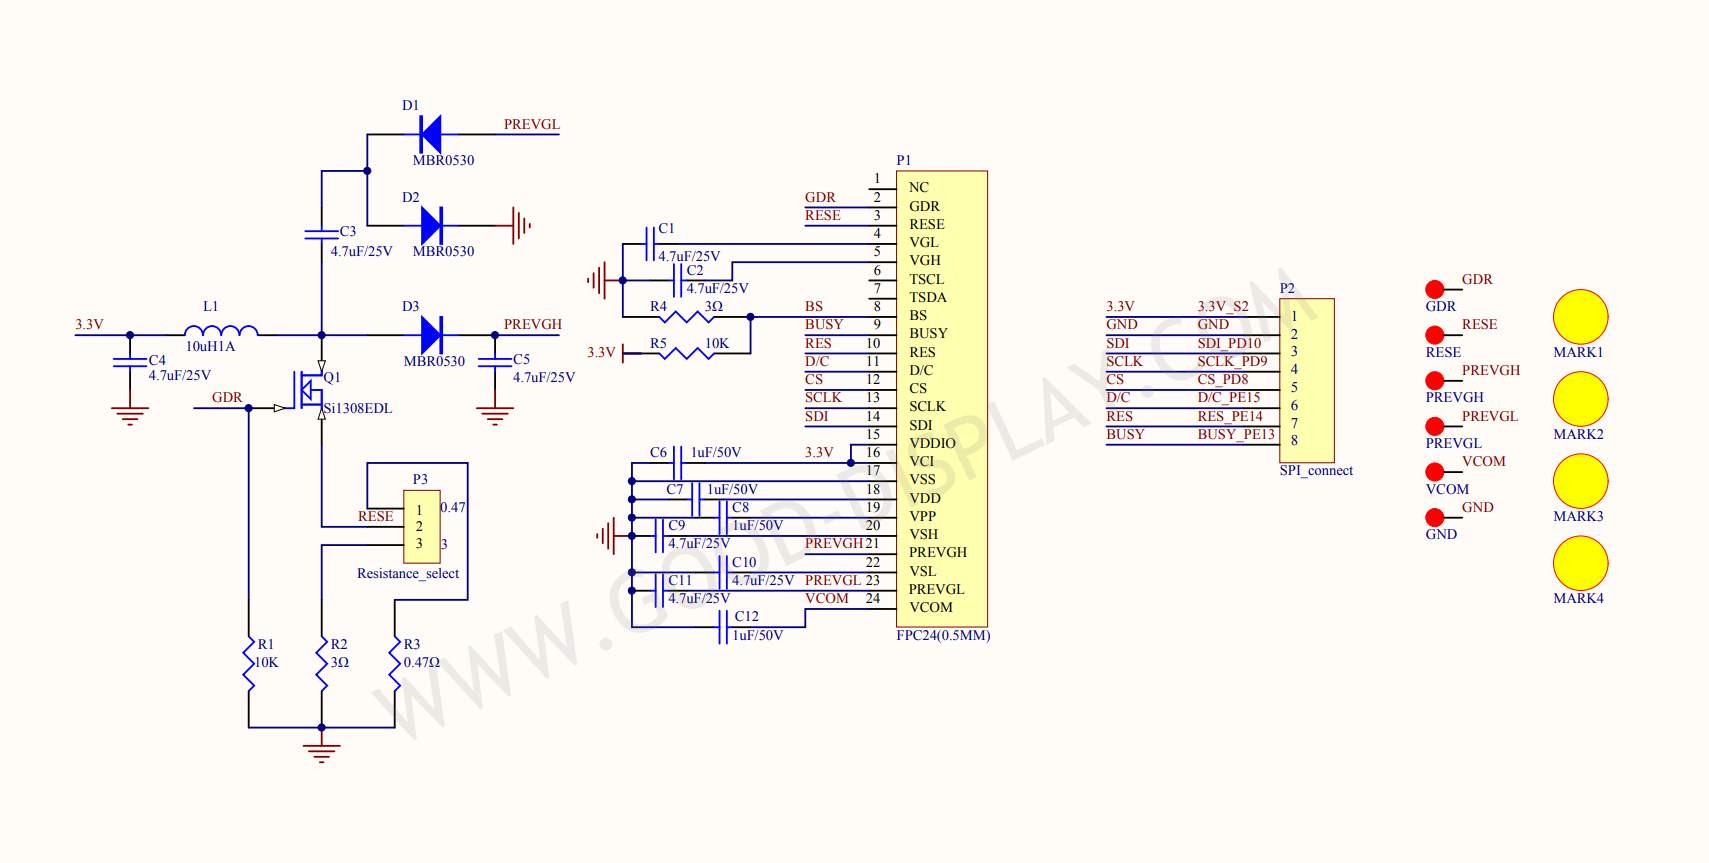 D1
PREVGL
MBR0530
D2
MBR0530
C3
4.7uF/25V
3.3V
L1
10uH1A
D3
MBR0530
PREVGH
C4
4.7uF/25V
C5
4.7uF/25V
GDR
Q1
Si1308EDL
P3
1
2
3
0.47
3
RESE
Resistance_select
R1
10K
R2
3Ω
R3
0.47Ω
C1
4.7uF/25V
C2
4.7uF/25V
R4
3Ω
3.3V
R5
10K
P1
1 NC
GDR 2 GDR
RESE 3 RESE
4 VGL
5 VGH
6 TSCL
7 TSDA
BS 8 BS
BUSY 9 BUSY
RES 10 RES
D/C 11 D/C
CS 12 CS
SCLK 13 SCLK
SDI 14 SDI
15 VDDIO
3.3V 16 VCI
17 VSS
18 VDD
19 VPP
20 VSH
PREVGH 21 PREVGH
22 VSL
PREVGL 23 PREVGL
VCOM 24 VCOM
FPC24(0.5MM)
C6
1uF/50V
C7
1uF/50V
C8
1uF/50V
C9
4.7uF/25V
C10
4.7uF/25V
C11
4.7uF/25V
C12
1uF/50V
P2
3.3V 3.3V_S2 1
GND GND 2
SDI SDI_PD10 3
SCLK SCLK_PD9 4
CS CS_PD8 5
D/C D/C_PE15 6
RES RES_PE14 7
BUSY BUSY_PE13 8
SPI_connect
GDR
GDR
RESE
RESE
PREVGH
PREVGH
PREVGL
PREVGL
VCOM
VCOM
GND
GND
MARK1
MARK2
MARK3
MARK4
WWW.GOOD-DISPLAY.COM